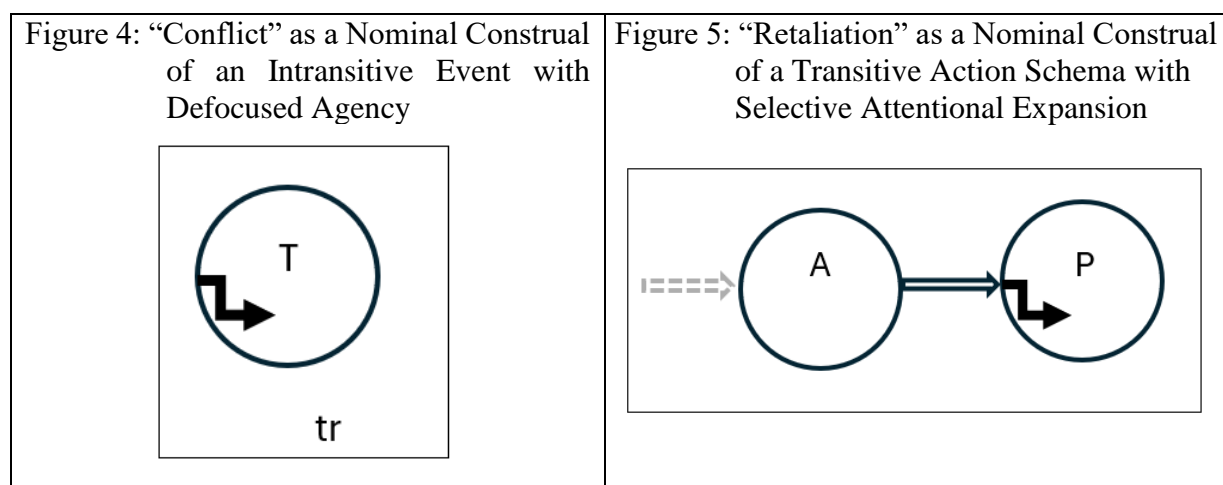 Figure 4: “Conflict” as a Nominal Construal
of an Intransitive Event with
Defocused Agency
T
tr
Figure 5: “Retaliation” as a Nominal Construal
of a Transitive Action Schema with
Selective Attentional Expansion
A
P